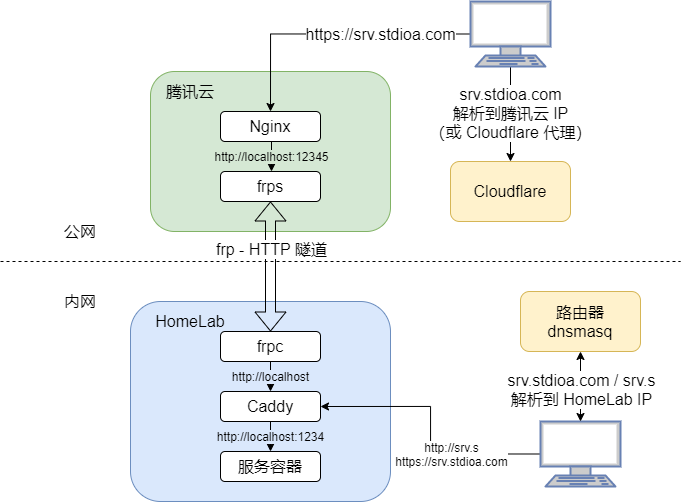 https://srv.stdioa.com
腾讯云
srv.stdioa.com
解析到腾讯云 IP
（或 Cloudflare 代理）
Nginx
http://localhost:12345
frps
Cloudflare
公网
frp - HTTP 隧道
内网
HomeLab
路由器
dnsmasq
frpc
http://localhost
srv.stdioa.com / srv.s
解析到 HomeLab IP
Caddy
http://localhost:1234
http://srv.s
https://srv.stdioa.com
服务容器